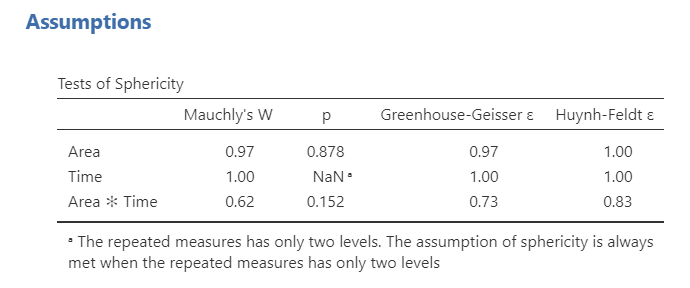 Assumptions
Tests of Sphericity
Mauchly's W p Greenhouse-Geisser ε Huynh-Feldt ε
Area 0.97 0.878 0.97 1.00
Time 1.00 NaN ᵃ 1.00 1.00
Area ✻ Time 0.62 0.152 0.73 0.83
ᵃ The repeated measures has only two levels. The assumption of sphericity is always
met when the repeated measures has only two levels